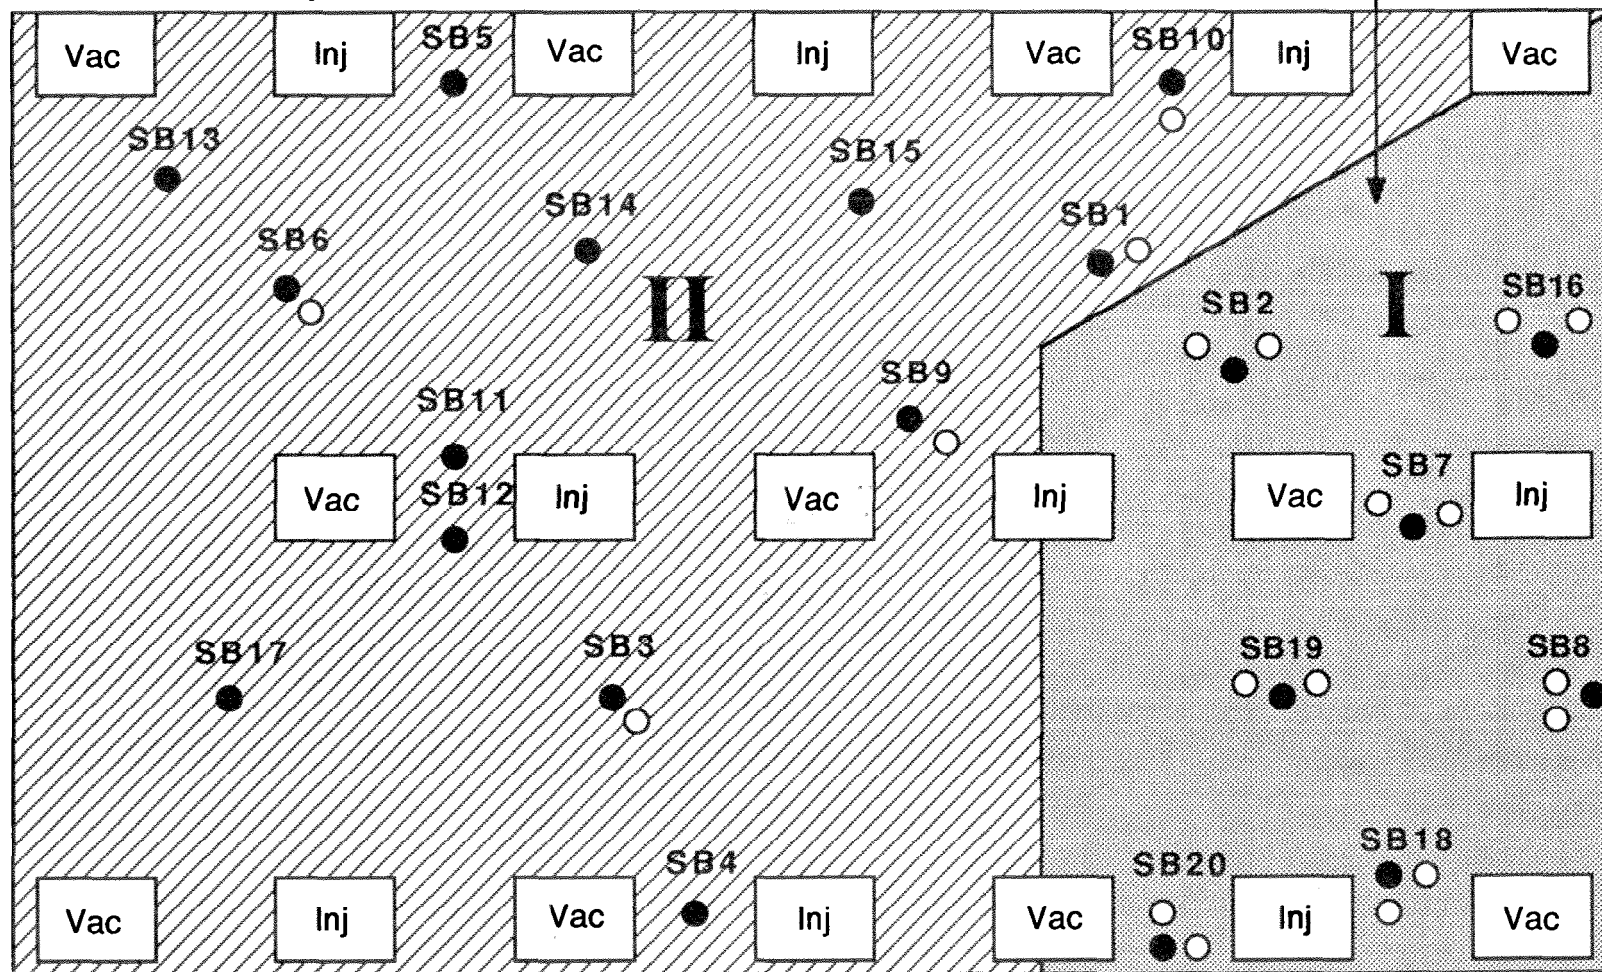 Vac Inj SB5 Vac Inj Vac SB10 Inj Vac
SB13
SB15
SB14
SB1
SB6
II
I
SB2
SB16
SB9
SB11
SB7
Vac SB12 Inj Vac Inj Vac Inj
SB17
SB3
SB19
SB8
SB18
SB4
SB20
Vac Inj Vac Inj Vac Inj Vac